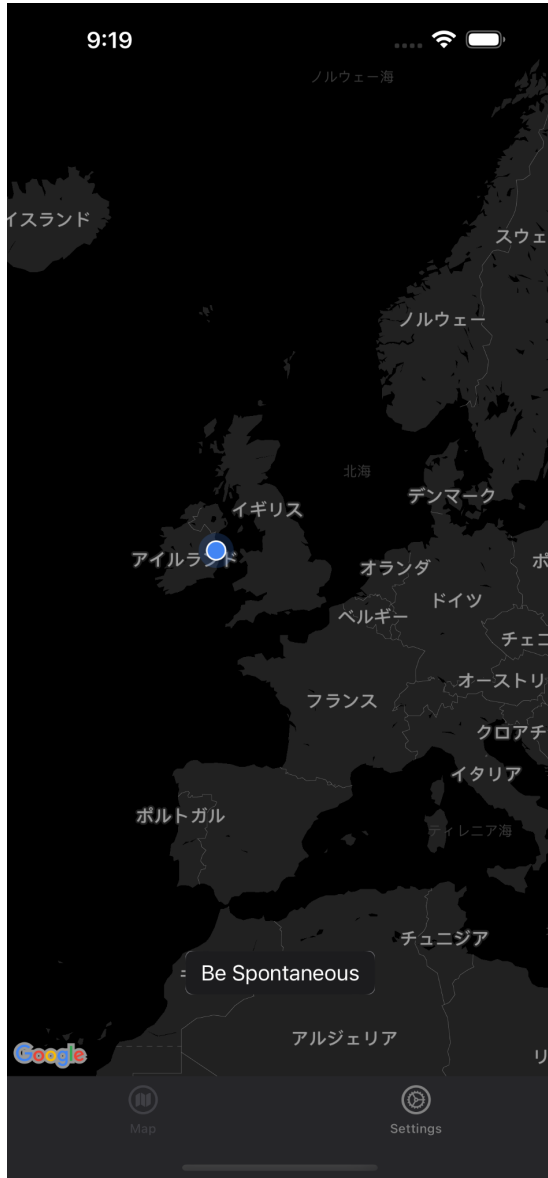 9:19
ノルウェー海
イスランド
スウェ
ノルウェー
北海
デンマーク
イギリス
アイルランド
オランダ
ポ
ドイツ
ベルギー
チェコ
オーストリ
フランス
クロアチ
イタリア
ポルトガル
ティレニア海
チュニジア
Be Spontaneous
アルジェリア
Google
リ
Map
Settings